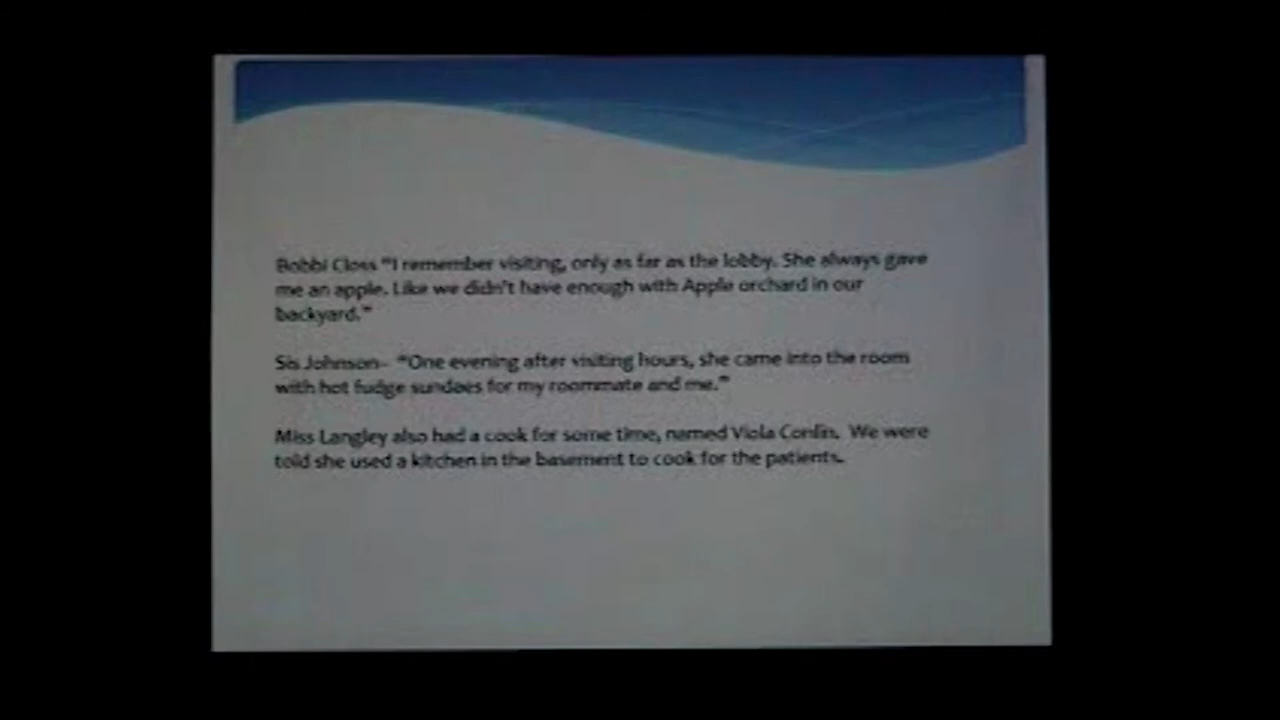 Bobbi Closs "I remember visiting, only as far as the lobby. She always gave
me an apple. Like we didn't have enough with Apple orchard in our
backyard."
Sis Johnson- "One evening after visiting hours, she came into the room
with hot fudge sundaes for my roommate and me."
Miss Langley also had a cook for some time, named Viola Conlin. We were
told she used a kitchen in the basement to cook for the patients.